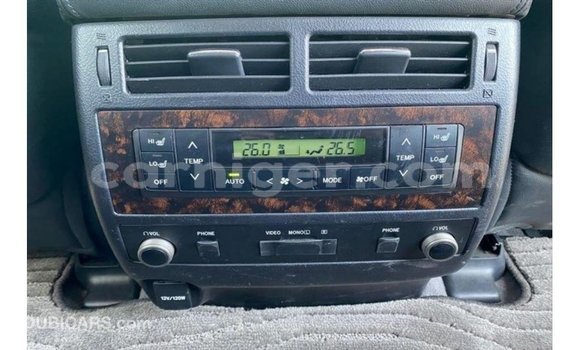 HI HI
TEMP 26.0 26.5 TEMP
LO LO
OFF AUTO < > MODE OFF OFF
VOL PHONE VIDEO MONO(L) R PHONE VOL
12V/120W
DUBICARS.com
carniger.com